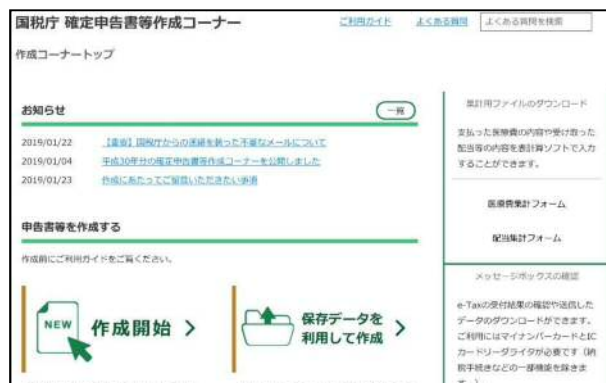 国税庁 確定申告書等作成コーナー
ご利用ガイド
よくある質問
よくある質問を検索
作成コーナートップ
お知らせ
一覧
2019/01/22 【重要】国税庁からの連絡を装った不審なメールについて
2019/01/04 平成30年分の確定申告書等作成コーナーを公開しました
2019/01/23 作成にあたってご留意いただきたい事項
申告書等を作成する
作成前にご利用ガイドをご覧ください。
NEW
作成開始
保存データを
利用して作成
集計用ファイルのダウンロード
支払った医療費の内容や受け取った
配当等の内容を表計算ソフトで入力
することができます。
医療費集計フォーム
配当集計フォーム
メッセージボックスの確認
e-Taxの受付結果の確認や送信した
データのダウンロードができます。
ご利用にはマイナンバーカードとIC
カードリーダライタが必要です（納
税手続きなどの一部機能を除きま